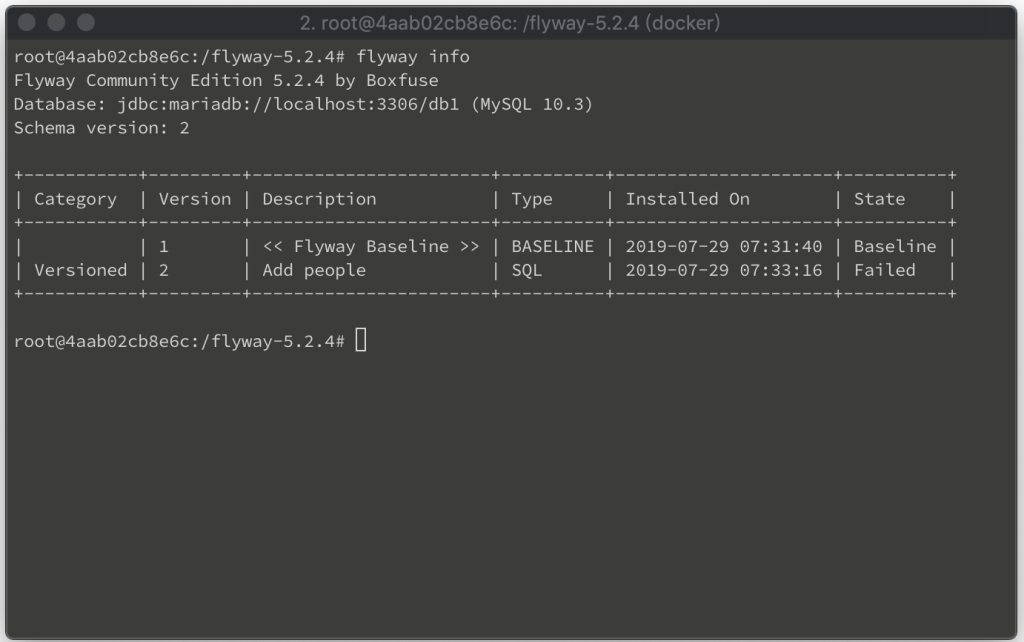 2. root@4aab02cb8e6c: /flyway-5.2.4 (docker)
root@4aab02cb8e6c:/flyway-5.2.4# flyway info
Flyway Community Edition 5.2.4 by Boxfuse
Database: jdbc:mariadb://localhost:3306/db1 (MySQL 10.3)
Schema version: 2
+-----------+---------+-----------------------+----------+---------------------+----------+
| Category  | Version | Description           | Type     | Installed On        | State    |
+-----------+---------+-----------------------+----------+---------------------+----------+
|           | 1       | << Flyway Baseline >> | BASELINE | 2019-07-29 07:31:40 | Baseline |
| Versioned | 2       | Add people            | SQL      | 2019-07-29 07:33:16 | Failed   |
+-----------+---------+-----------------------+----------+---------------------+----------+
root@4aab02cb8e6c:/flyway-5.2.4#